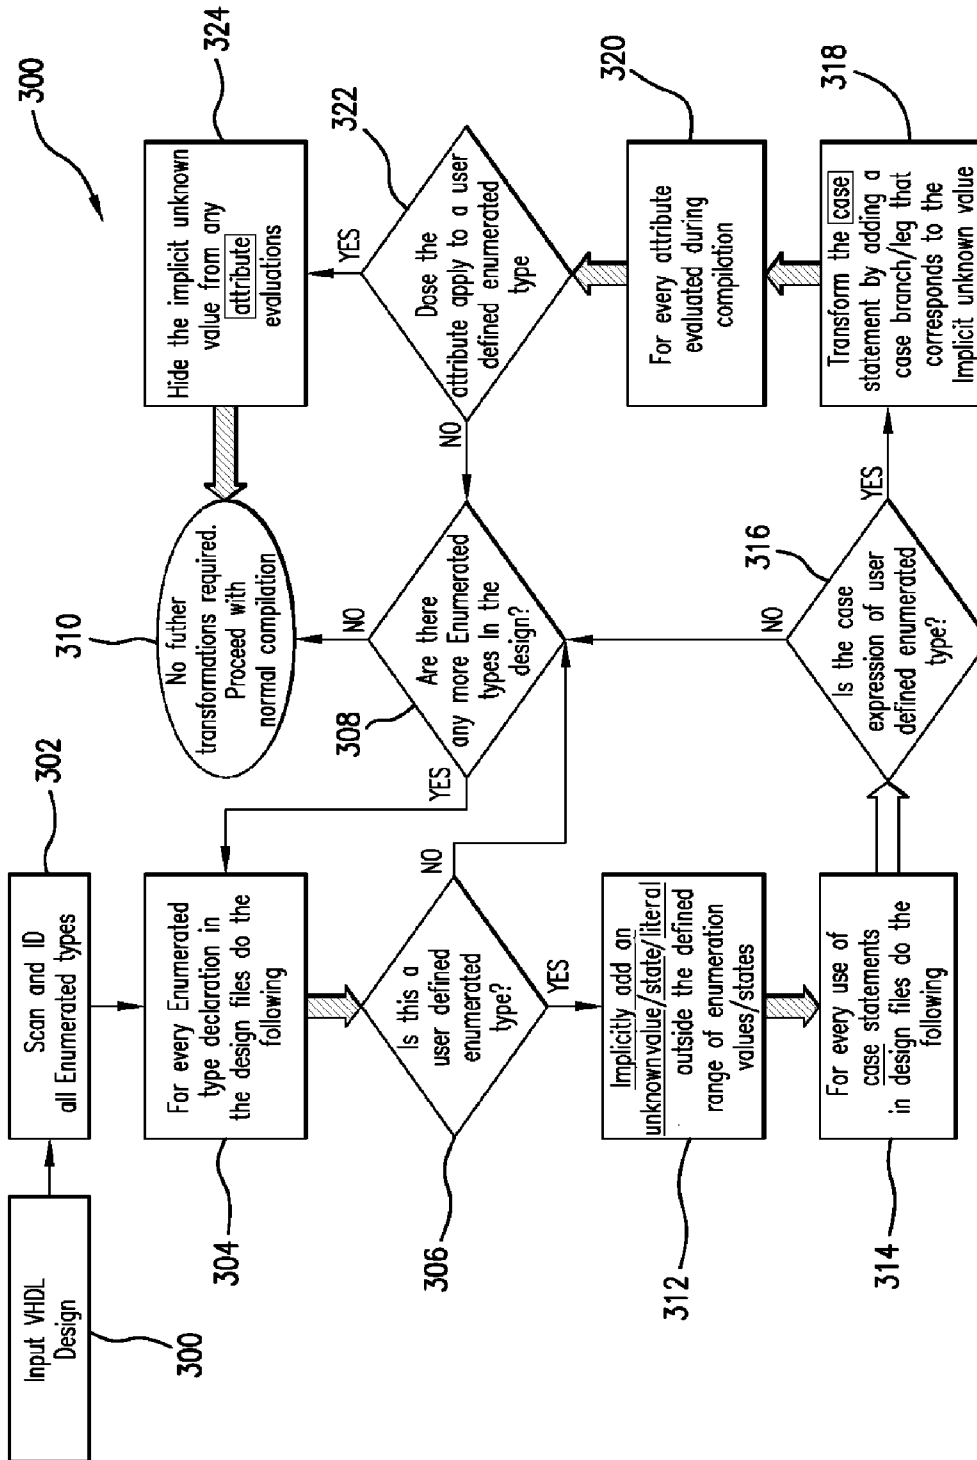 300
Input VHDL
Design
300
Scan and ID
all Enumerated types
302
For every Enumerated
type declaration in
the design files do the
following
304
Is this a
user defined
enumerated
type?
306
NO
YES
Are there
any more Enumerated
types In the
design?
308
YES
NO
No futher
transformations required.
Proceed with
normal compilation
310
Implicitly add an
unknown value/state/literal
outside the defined
range of enumeration
values/states
312
For every use of
case statements
in design files do the
following
314
Is the case
expression of user
defined enumerated
type?
316
NO
YES
Transform the case
statement by adding a
case branch/leg that
corresponds to the
Implicit unknown value
318
For every attribute
evaluated during
compilation
320
Dose the
attribute apply to a user
defined enumerated
type
322
NO
YES
Hide the implicit unknown
value from any
attribute
evaluations
324